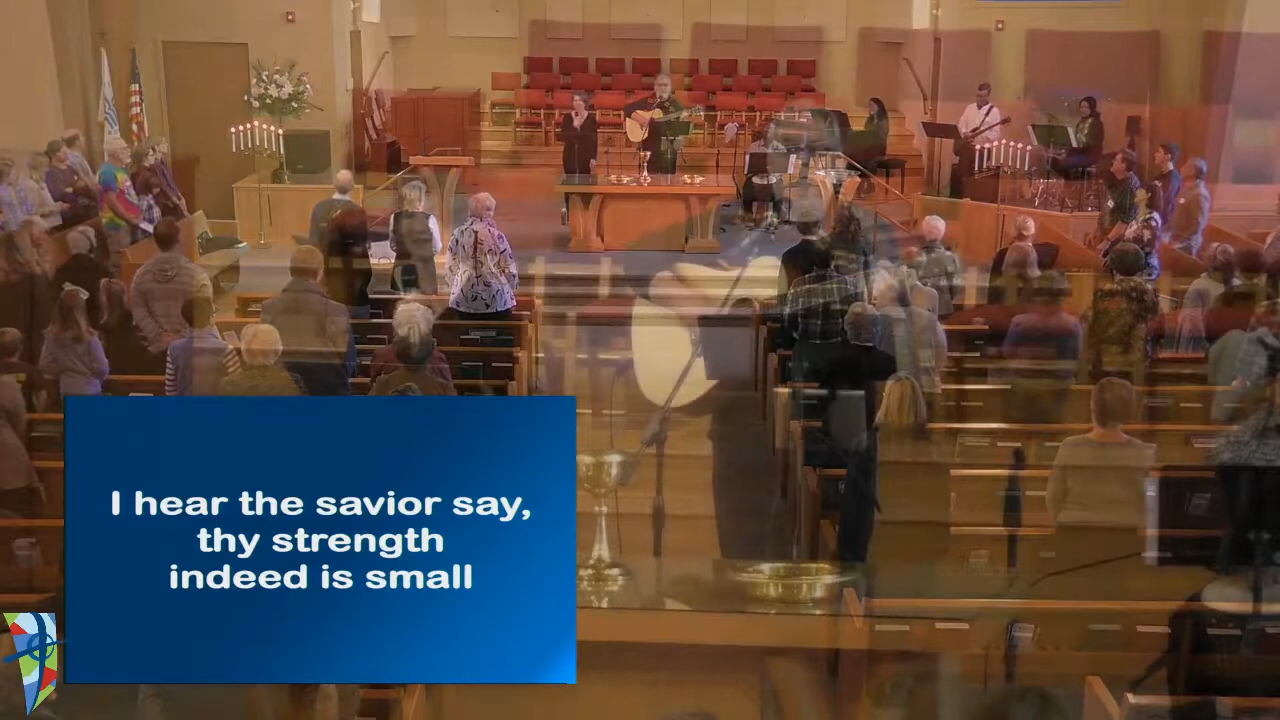 I hear the savior say,
thy strength
indeed is small